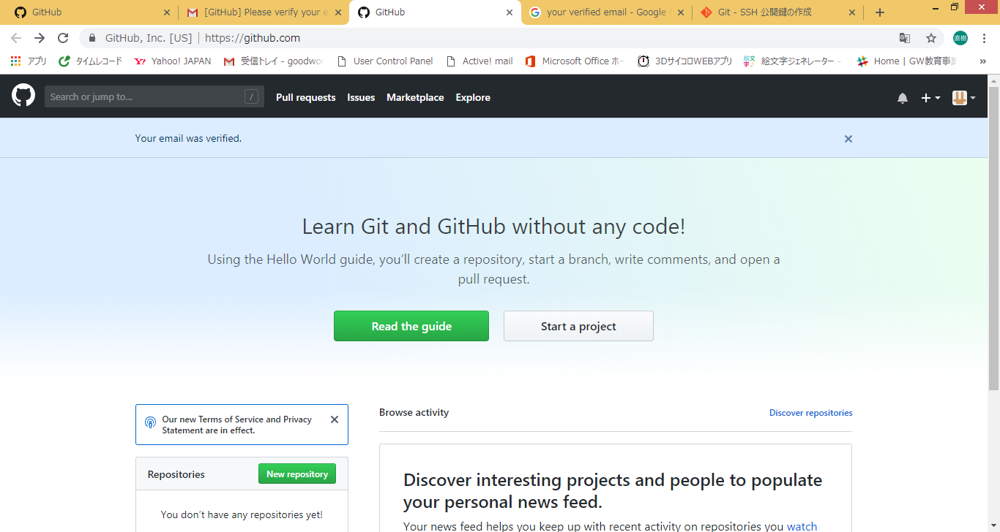 GitHub
[GitHub] Please verify your e
GitHub
your verified email - Google
Git - SSH 公開鍵の作成
GitHub, Inc. [US] | https://github.com
直樹
アプリ
タイムレコード
Yahoo! JAPAN
受信トレイ - goodwo
User Control Panel
Active! mail
Microsoft Office ホー
3DサイコロWEBアプリ
絵文字ジェネレーター -
Home | GW教育事業
Search or jump to...
/
Pull requests
Issues
Marketplace
Explore
Your email was verified.
Learn Git and GitHub without any code!
Using the Hello World guide, you’ll create a repository, start a branch, write comments, and open a
pull request.
Read the guide
Start a project
Our new Terms of Service and Privacy
Statement are in effect.
Repositories
New repository
You don’t have any repositories yet!
Browse activity
Discover repositories
Discover interesting projects and people to populate
your personal news feed.
Your news feed helps you keep up with recent activity on repositories you watch